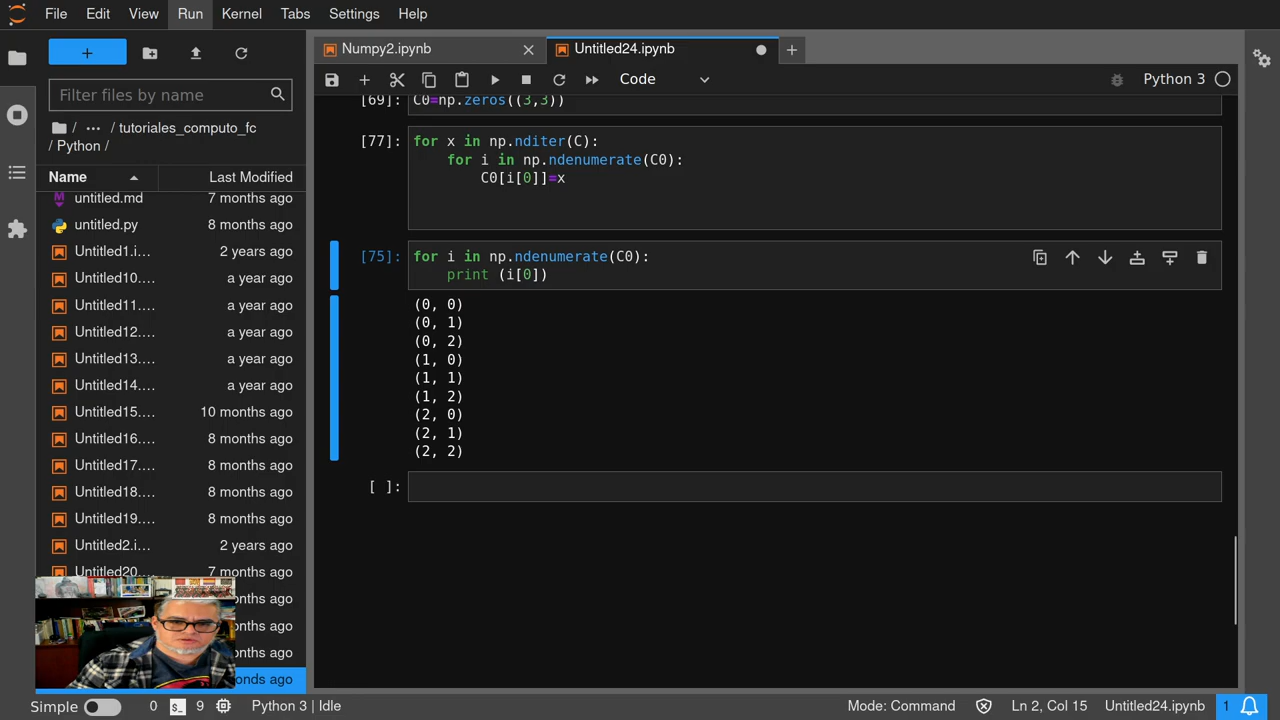 File Edit View Run Kernel Tabs Settings Help
Numpy2.ipynb
Untitled24.ipynb
Filter files by name
/ ... / tutoriales_computo_fc
/ Python /
Name Last Modified
untitled.md 7 months ago
untitled.py 8 months ago
Untitled1.i... 2 years ago
Untitled10.... a year ago
Untitled11.... a year ago
Untitled12.... a year ago
Untitled13.... a year ago
Untitled14.... a year ago
Untitled15.... 10 months ago
Untitled16.... 8 months ago
Untitled17.... 8 months ago
Untitled18.... 8 months ago
Untitled19.... 8 months ago
Untitled2.i... 2 years ago
Untitled20.... 7 months ago
ago
ago
ago
ago
Code
Python 3
[69]: C0=np.zeros((3,3))
[77]: for x in np.nditer(C):
for i in np.ndenumerate(C0):
C0[i[0]]=x
[75]: for i in np.ndenumerate(C0):
print (i[0])
(0, 0)
(0, 1)
(0, 2)
(1, 0)
(1, 1)
(1, 2)
(2, 0)
(2, 1)
(2, 2)
[ ]:
Simple 0 $_ 9 Python 3 | Idle Mode: Command Ln 2, Col 15 Untitled24.ipynb 1